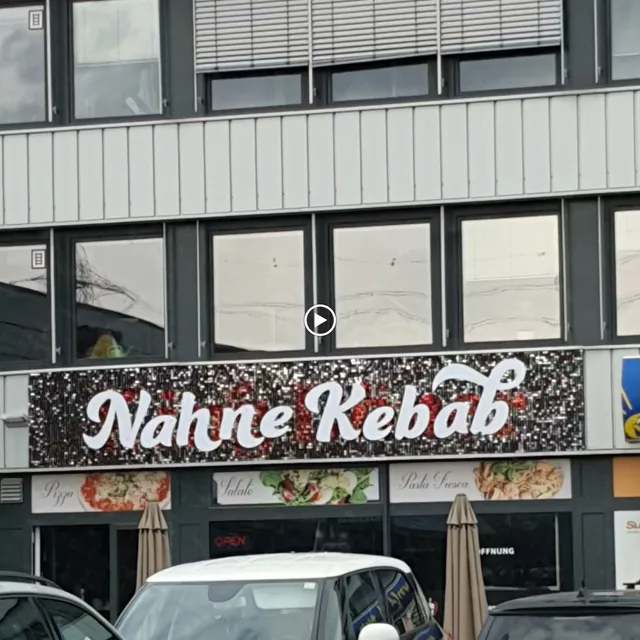 Nahne Kebab
Pizza
Salate
Pasta Fresca
OPEN
ÖFFNUNG